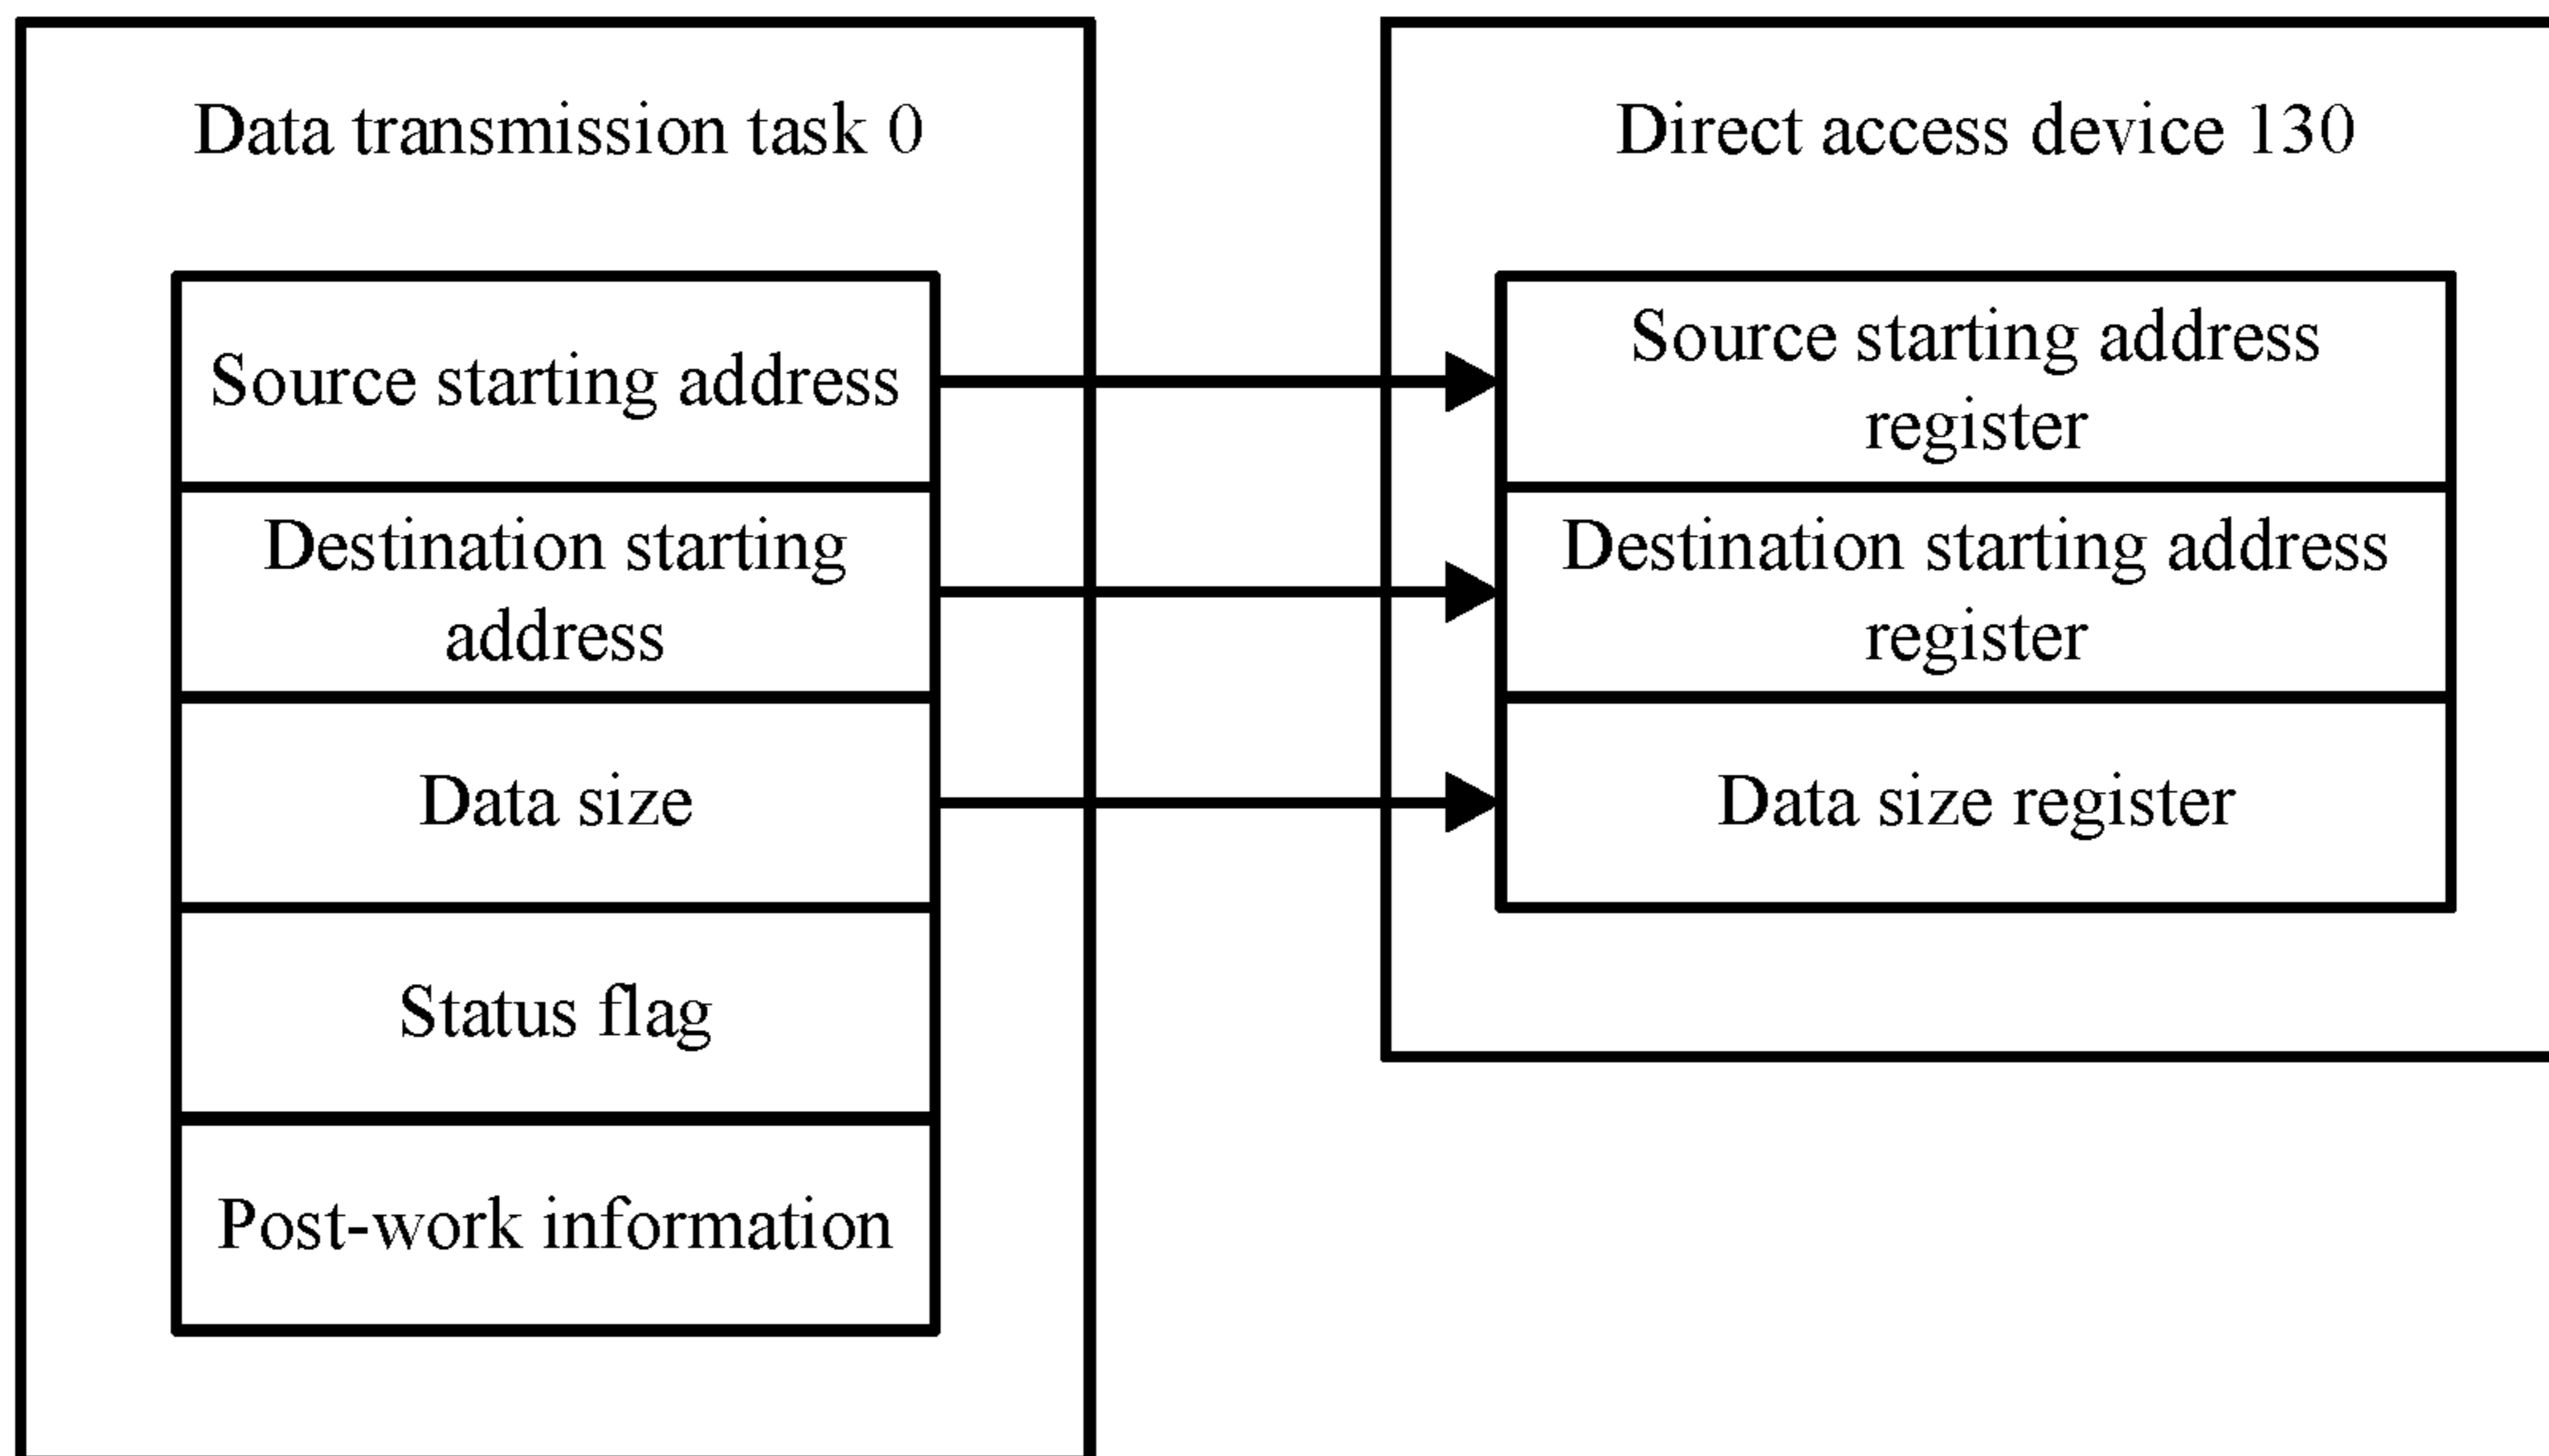 Data transmission task 0
Source starting address
Destination starting
address
Data size
Status flag
Post-work information
Direct access device 130
Source starting address
register
Destination starting address
register
Data size register